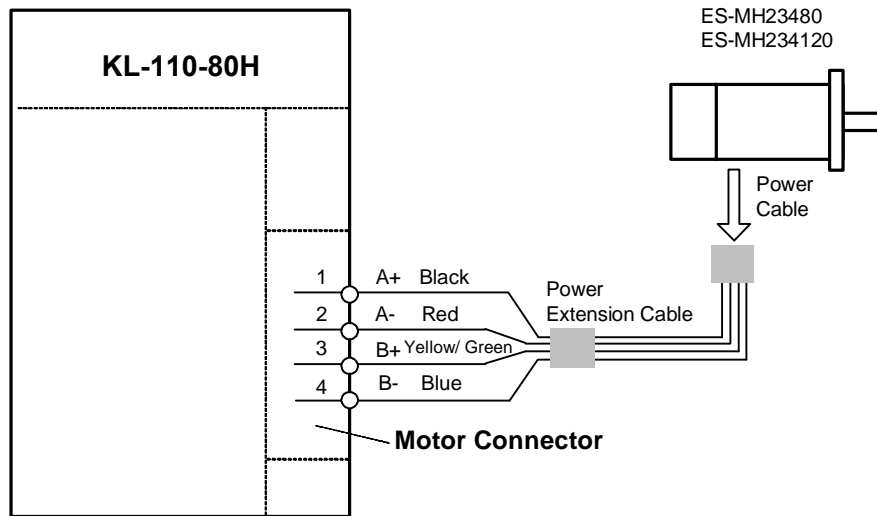 ES-MH23480
ES-MH234120
KL-110-80H
Power
Cable
1 A+ Black
2 A- Red
3 B+ Yellow/ Green
4 B- Blue
Power
Extension Cable
Motor Connector